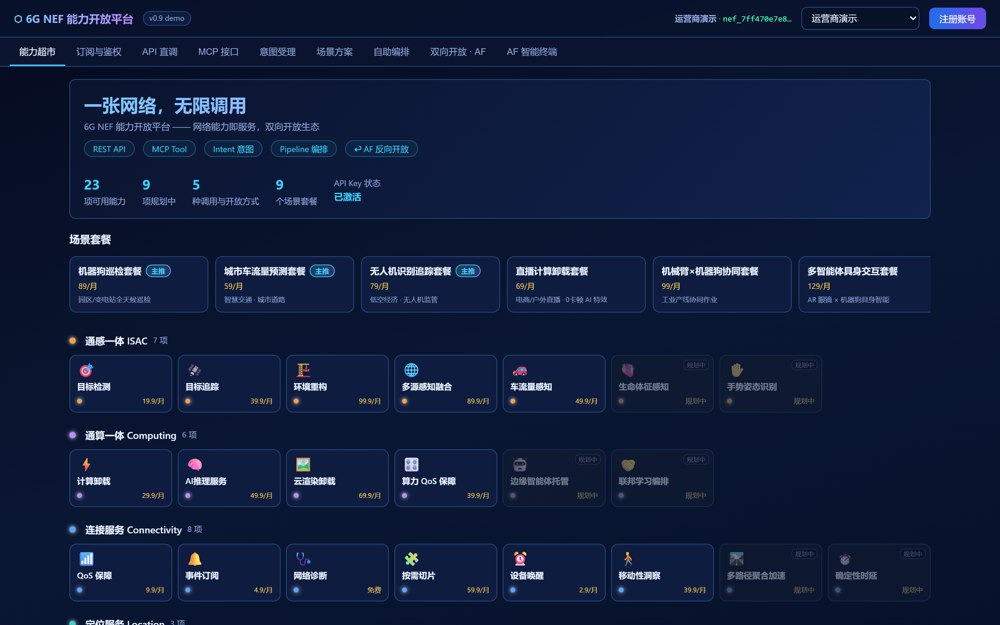 6G NEF 能力开放平台 v0.9 demo 运营商演示 · nef_7ff470e7e8… 运营商演示 注册账号
能力超市 订阅与鉴权 API 直调 MCP 接口 意图受理 场景方案 自助编排 双向开放 · AF AF 智能终端
一张网络，无限调用
6G NEF 能力开放平台 —— 网络能力即服务，双向开放生态
REST API MCP Tool Intent 意图 Pipeline 编排 ↩ AF 反向开放
23 9 5 9 API Key 状态
项可用能力 项规划中 种调用与开放方式 个场景套餐 已激活
场景套餐
机器狗巡检套餐 主推 城市车流量预测套餐 主推 无人机识别追踪套餐 主推 直播计算卸载套餐 机械臂×机器狗协同套餐 多智能体具身交互套餐
89/月 59/月 79/月 69/月 99/月 129/月
园区/变电站全天候巡检 智慧交通 · 城市道路 低空经济 · 无人机监管 电商/户外直播 · 0卡顿 AI 特效 工业产线协同作业 AR 眼镜 × 机器狗具身智能
通感一体 ISAC 7 项
规划中 规划中
目标检测 目标追踪 环境重构 多源感知融合 车流量感知 生命体征感知 手势姿态识别
19.9/月 39.9/月 99.9/月 89.9/月 49.9/月 规划中 规划中
通算一体 Computing 6 项
规划中 规划中
计算卸载 AI推理服务 云渲染卸载 算力 QoS 保障 边缘智能体托管 联邦学习编排
29.9/月 49.9/月 69.9/月 39.9/月 规划中 规划中
连接服务 Connectivity 8 项
规划中 规划中
QoS 保障 事件订阅 网络诊断 按需切片 设备唤醒 移动性洞察 多路径聚合加速 确定性时延
9.9/月 4.9/月 免费 59.9/月 2.9/月 39.9/月 规划中 规划中
定位服务 Location 3 项